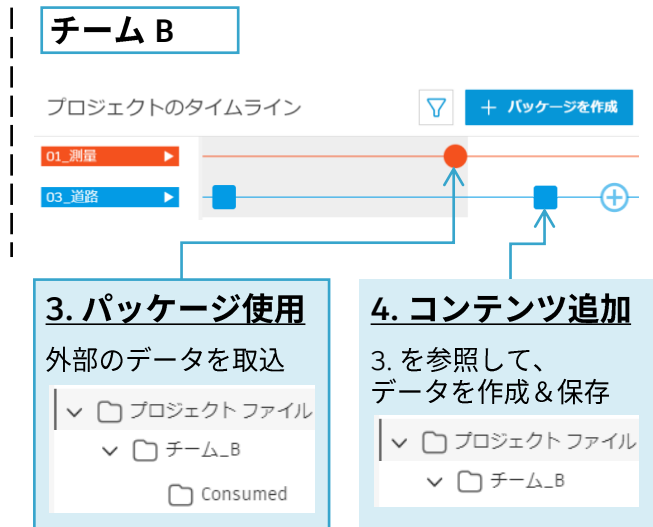 チーム B
プロジェクトのタイムライン
＋ パッケージを作成
01_測量
03_道路
3. パッケージ使用
外部のデータを取込
プロジェクト ファイル
チーム_B
Consumed
4. コンテンツ追加
3. を参照して、
データを作成＆保存
プロジェクト ファイル
チーム_B